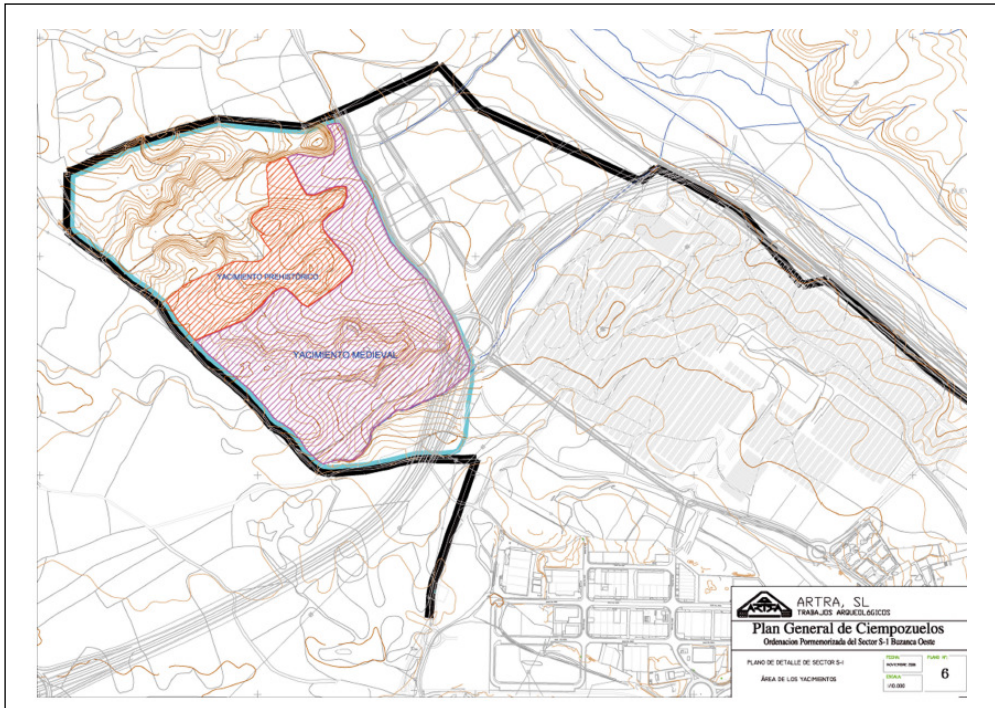 YACIMIENTO PREHISTÓRICO
YACIMIENTO MEDIEVAL
ARTRA
ARTRA, SL
TRABAJOS ARQUEOLóGICOS
Plan General de Ciempozuelos
Ordenacion Pormenorizada del Sector S-1 Buzanca Oeste
PLANO DE DETALLE DE SECTOR S-I
ÁREA DE LOS YACIMIENTOS
NOVIEMBRE
6